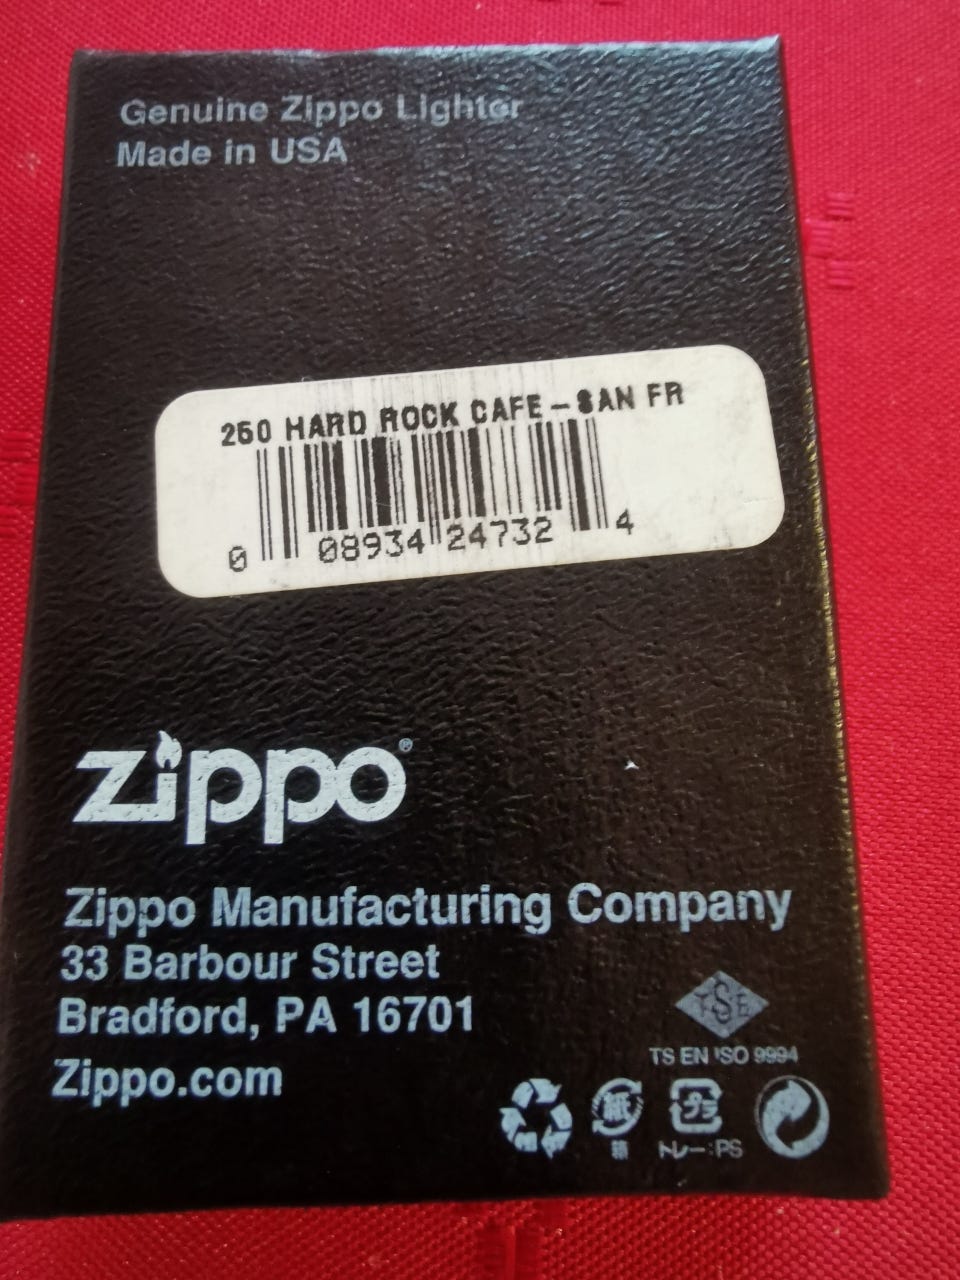 Genuine Zippo Lighter
Made in USA
250 HARD ROCK CAFE-SAN FR
0 08934 24732 4
zippo®
Zippo Manufacturing Company
33 Barbour Street
Bradford, PA 16701
Zippo.com
TSE
TS EN ISO 9994
紙 プラ
箱 トレー:PS